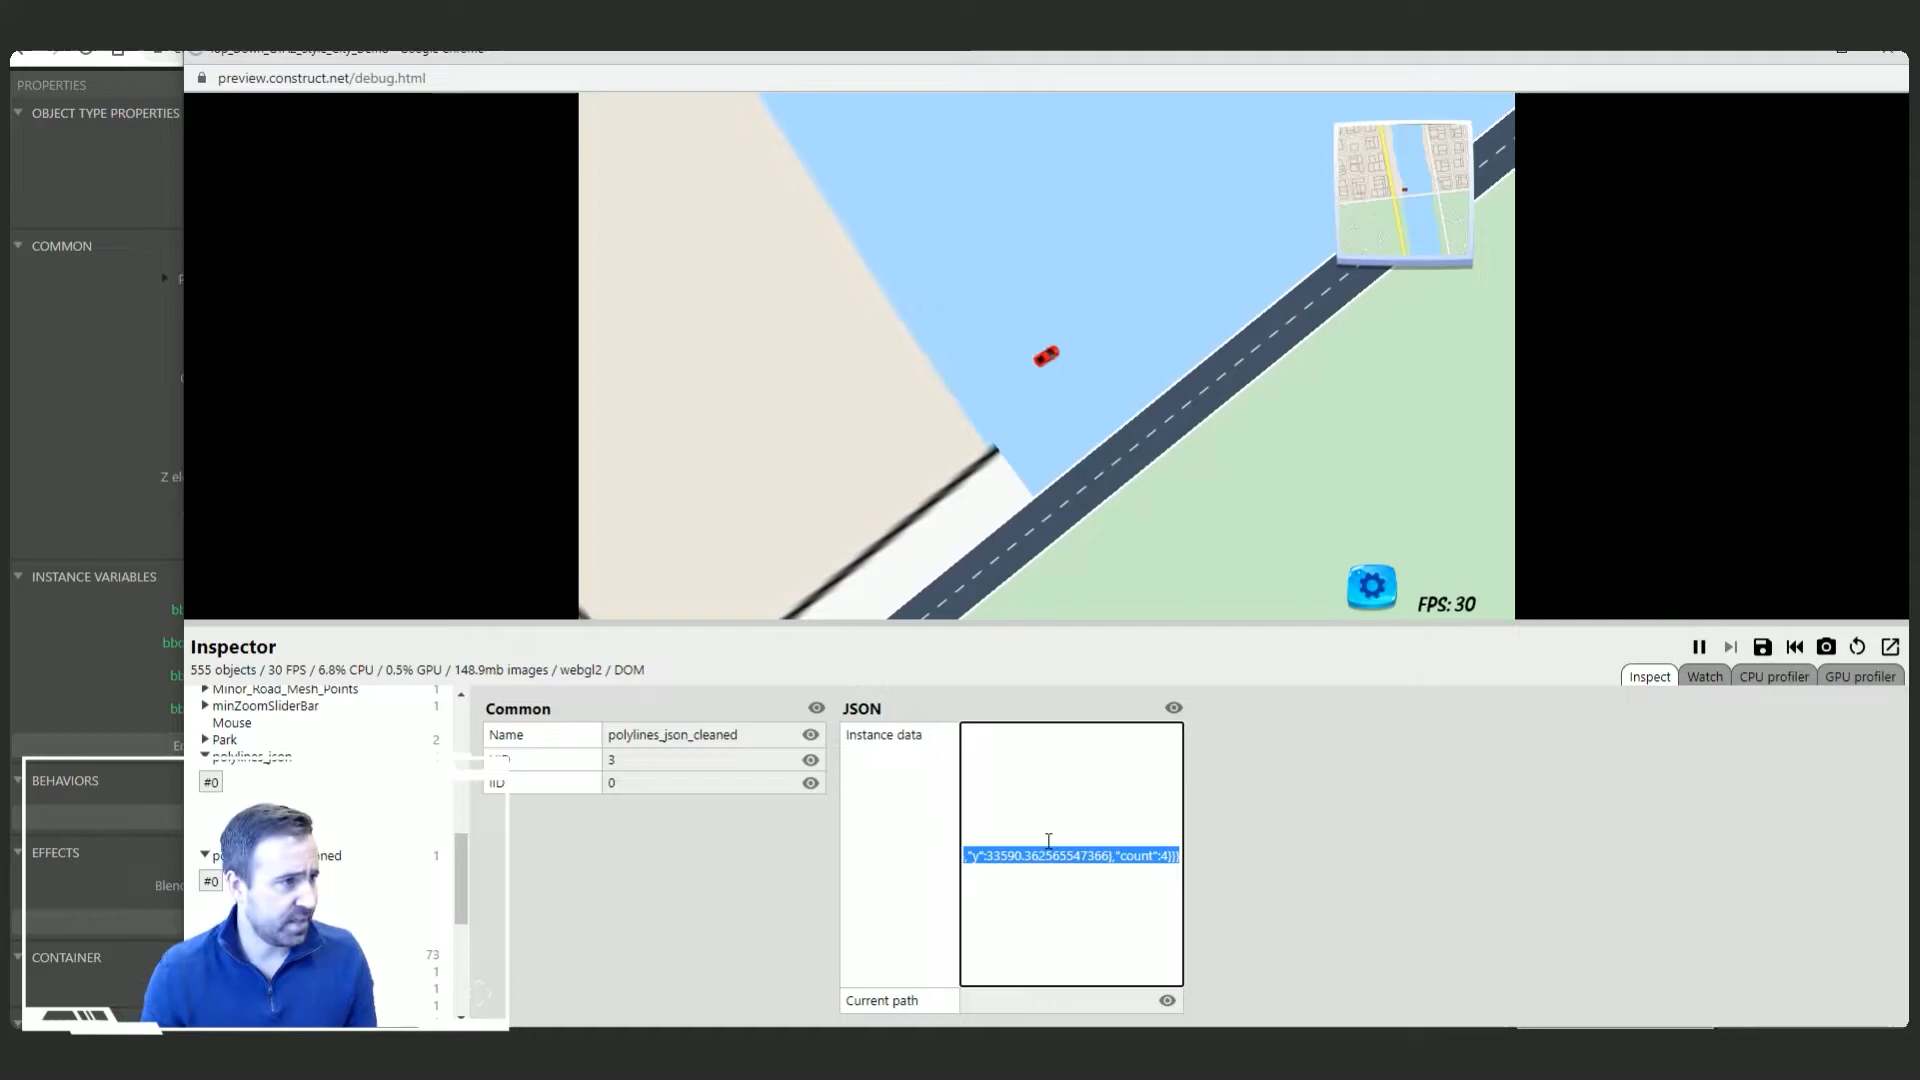 preview.construct.net/debug.html
PROPERTIES
OBJECT TYPE PROPERTIES
COMMON
Z el
INSTANCE VARIABLES
BEHAVIORS
EFFECTS
Blend
CONTAINER
FPS: 30
Inspector
555 objects / 30 FPS / 6.8% CPU / 0.5% GPU / 148.9mb images / webgl2 / DOM
Inspect
Watch
CPU profiler
GPU profiler
Minor_Road_Mesh_Points 1
minZoomSliderBar 1
Mouse
Park 2
polylines_json
#0
ned 1
#0
73
1
1
1
Common
Name polylines_json_cleaned
UID 3
IID 0
JSON
Instance data
,"y":33590.362565547366},"count":4}}}
Current path